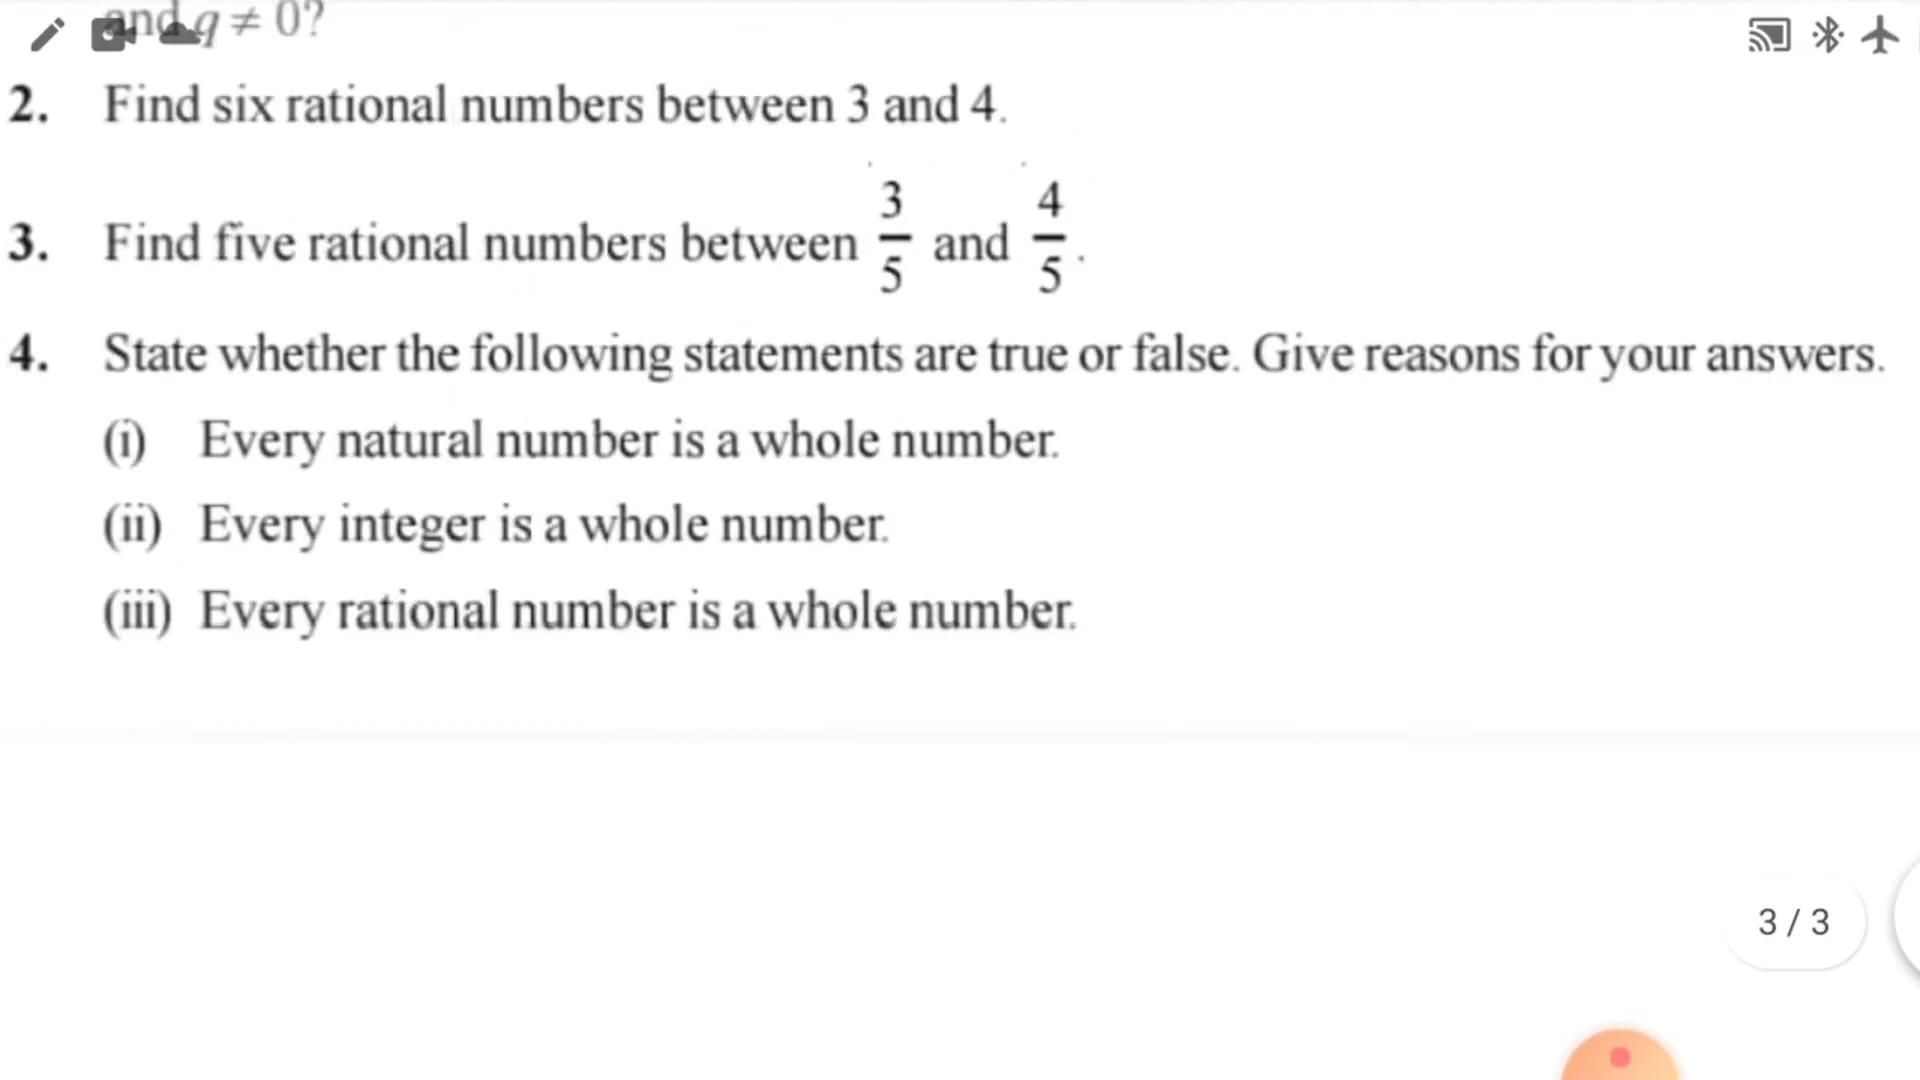 and q ≠ 0?
2. Find six rational numbers between 3 and 4.
3. Find five rational numbers between 3/5 and 4/5.
4. State whether the following statements are true or false. Give reasons for your answers.
(i) Every natural number is a whole number.
(ii) Every integer is a whole number.
(iii) Every rational number is a whole number.
3 / 3